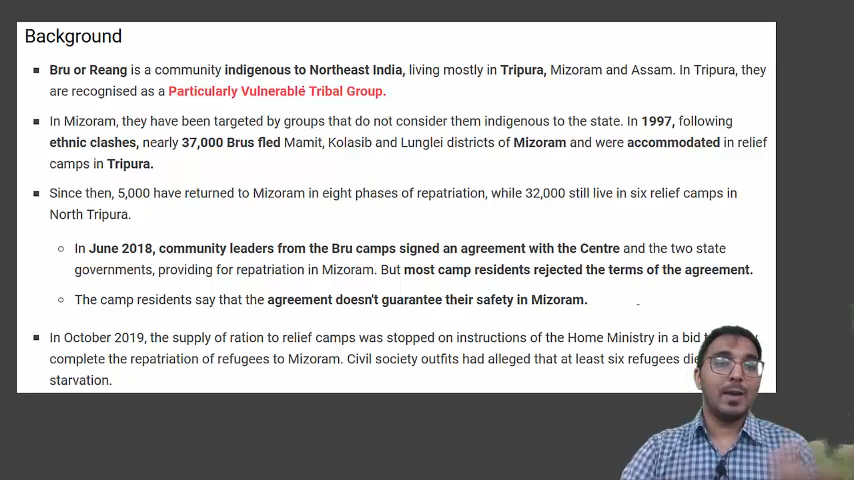 Background
Bru or Reang is a community indigenous to Northeast India, living mostly in Tripura, Mizoram and Assam. In Tripura, they
are recognised as a Particularly Vulnerable Tribal Group.
In Mizoram, they have been targeted by groups that do not consider them indigenous to the state. In 1997, following
ethnic clashes, nearly 37,000 Brus fled Mamit, Kolasib and Lunglei districts of Mizoram and were accommodated in relief
camps in Tripura.
Since then, 5,000 have returned to Mizoram in eight phases of repatriation, while 32,000 still live in six relief camps in
North Tripura.
In June 2018, community leaders from the Bru camps signed an agreement with the Centre and the two state
governments, providing for repatriation in Mizoram. But most camp residents rejected the terms of the agreement.
The camp residents say that the agreement doesn't guarantee their safety in Mizoram.
In October 2019, the supply of ration to relief camps was stopped on instructions of the Home Ministry in a bid
complete the repatriation of refugees to Mizoram. Civil society outfits had alleged that at least six refugees
starvation.